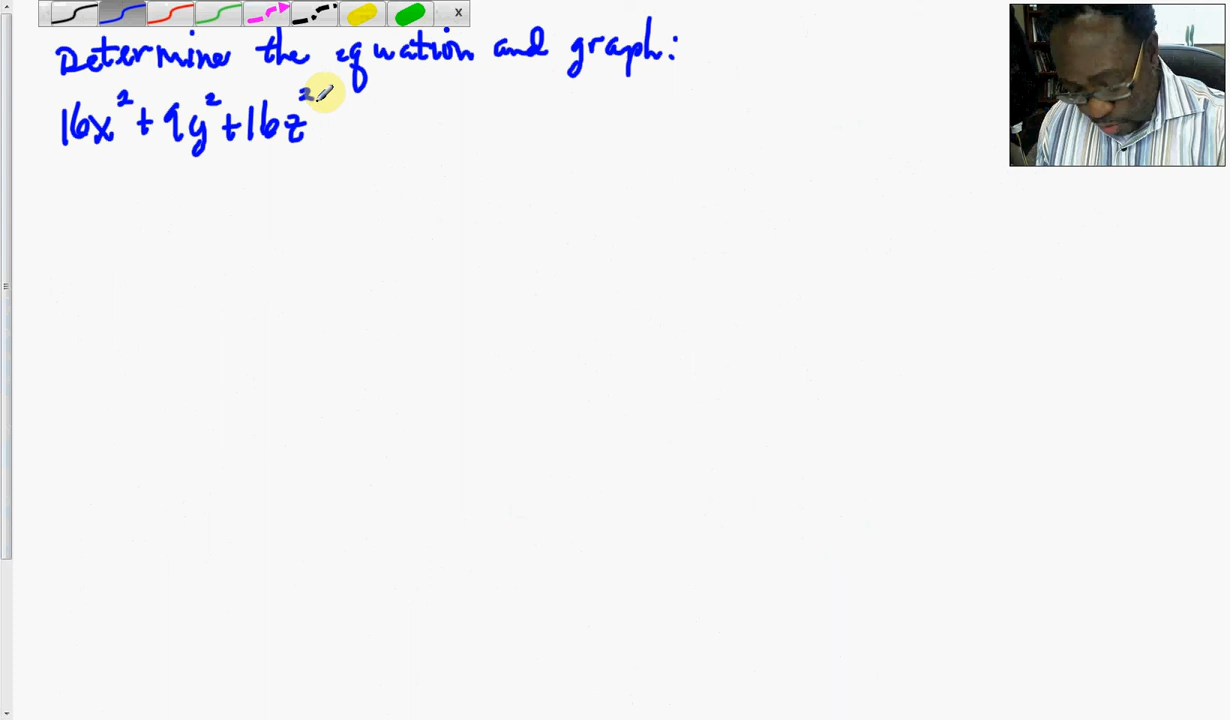 Determine the equation and graph:
16x² + 9y² + 16z²